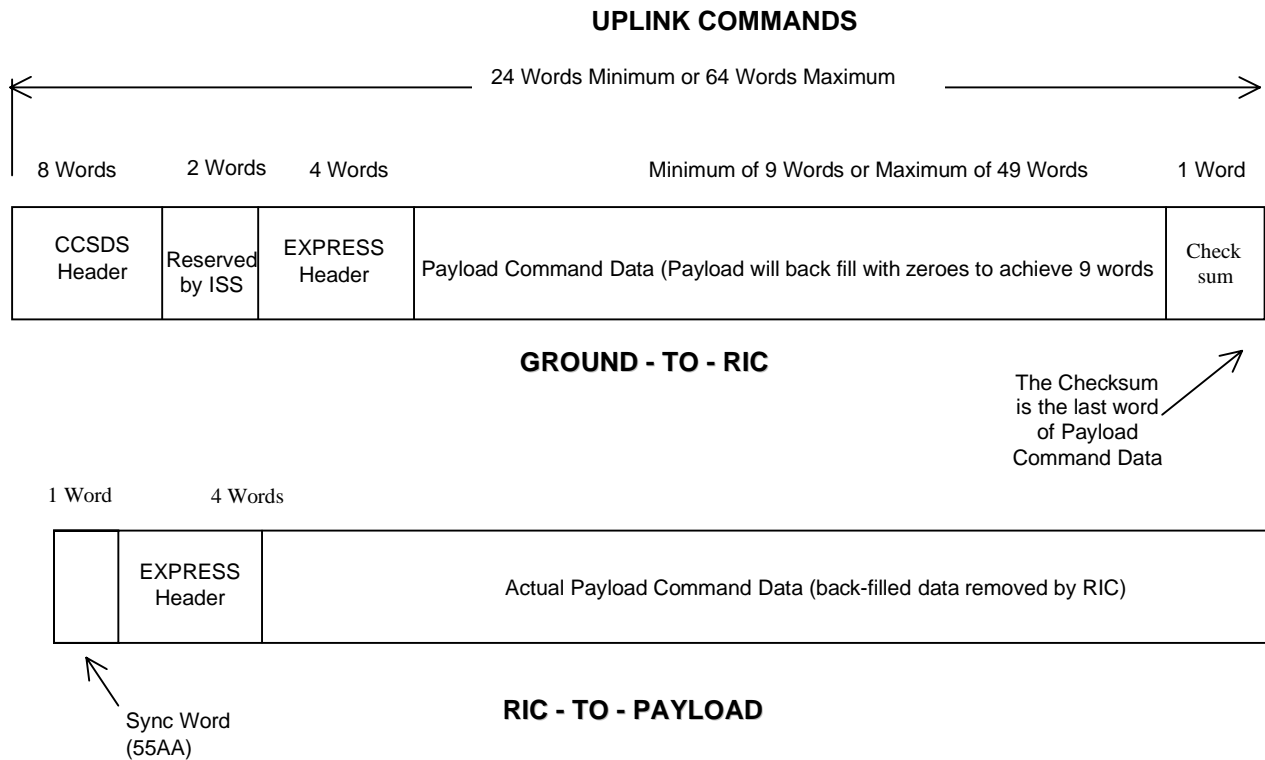 UPLINK COMMANDS
24 Words Minimum or 64 Words Maximum
8 Words 2 Words 4 Words Minimum of 9 Words or Maximum of 49 Words 1 Word
CCSDS
Header
Reserved
by ISS
EXPRESS
Header
Payload Command Data (Payload will back fill with zeroes to achieve 9 words
Check
sum
GROUND - TO - RIC
The Checksum
is the last word
of Payload
Command Data
1 Word 4 Words
EXPRESS
Header
Actual Payload Command Data (back-filled data removed by RIC)
Sync Word
(55AA)
RIC - TO - PAYLOAD